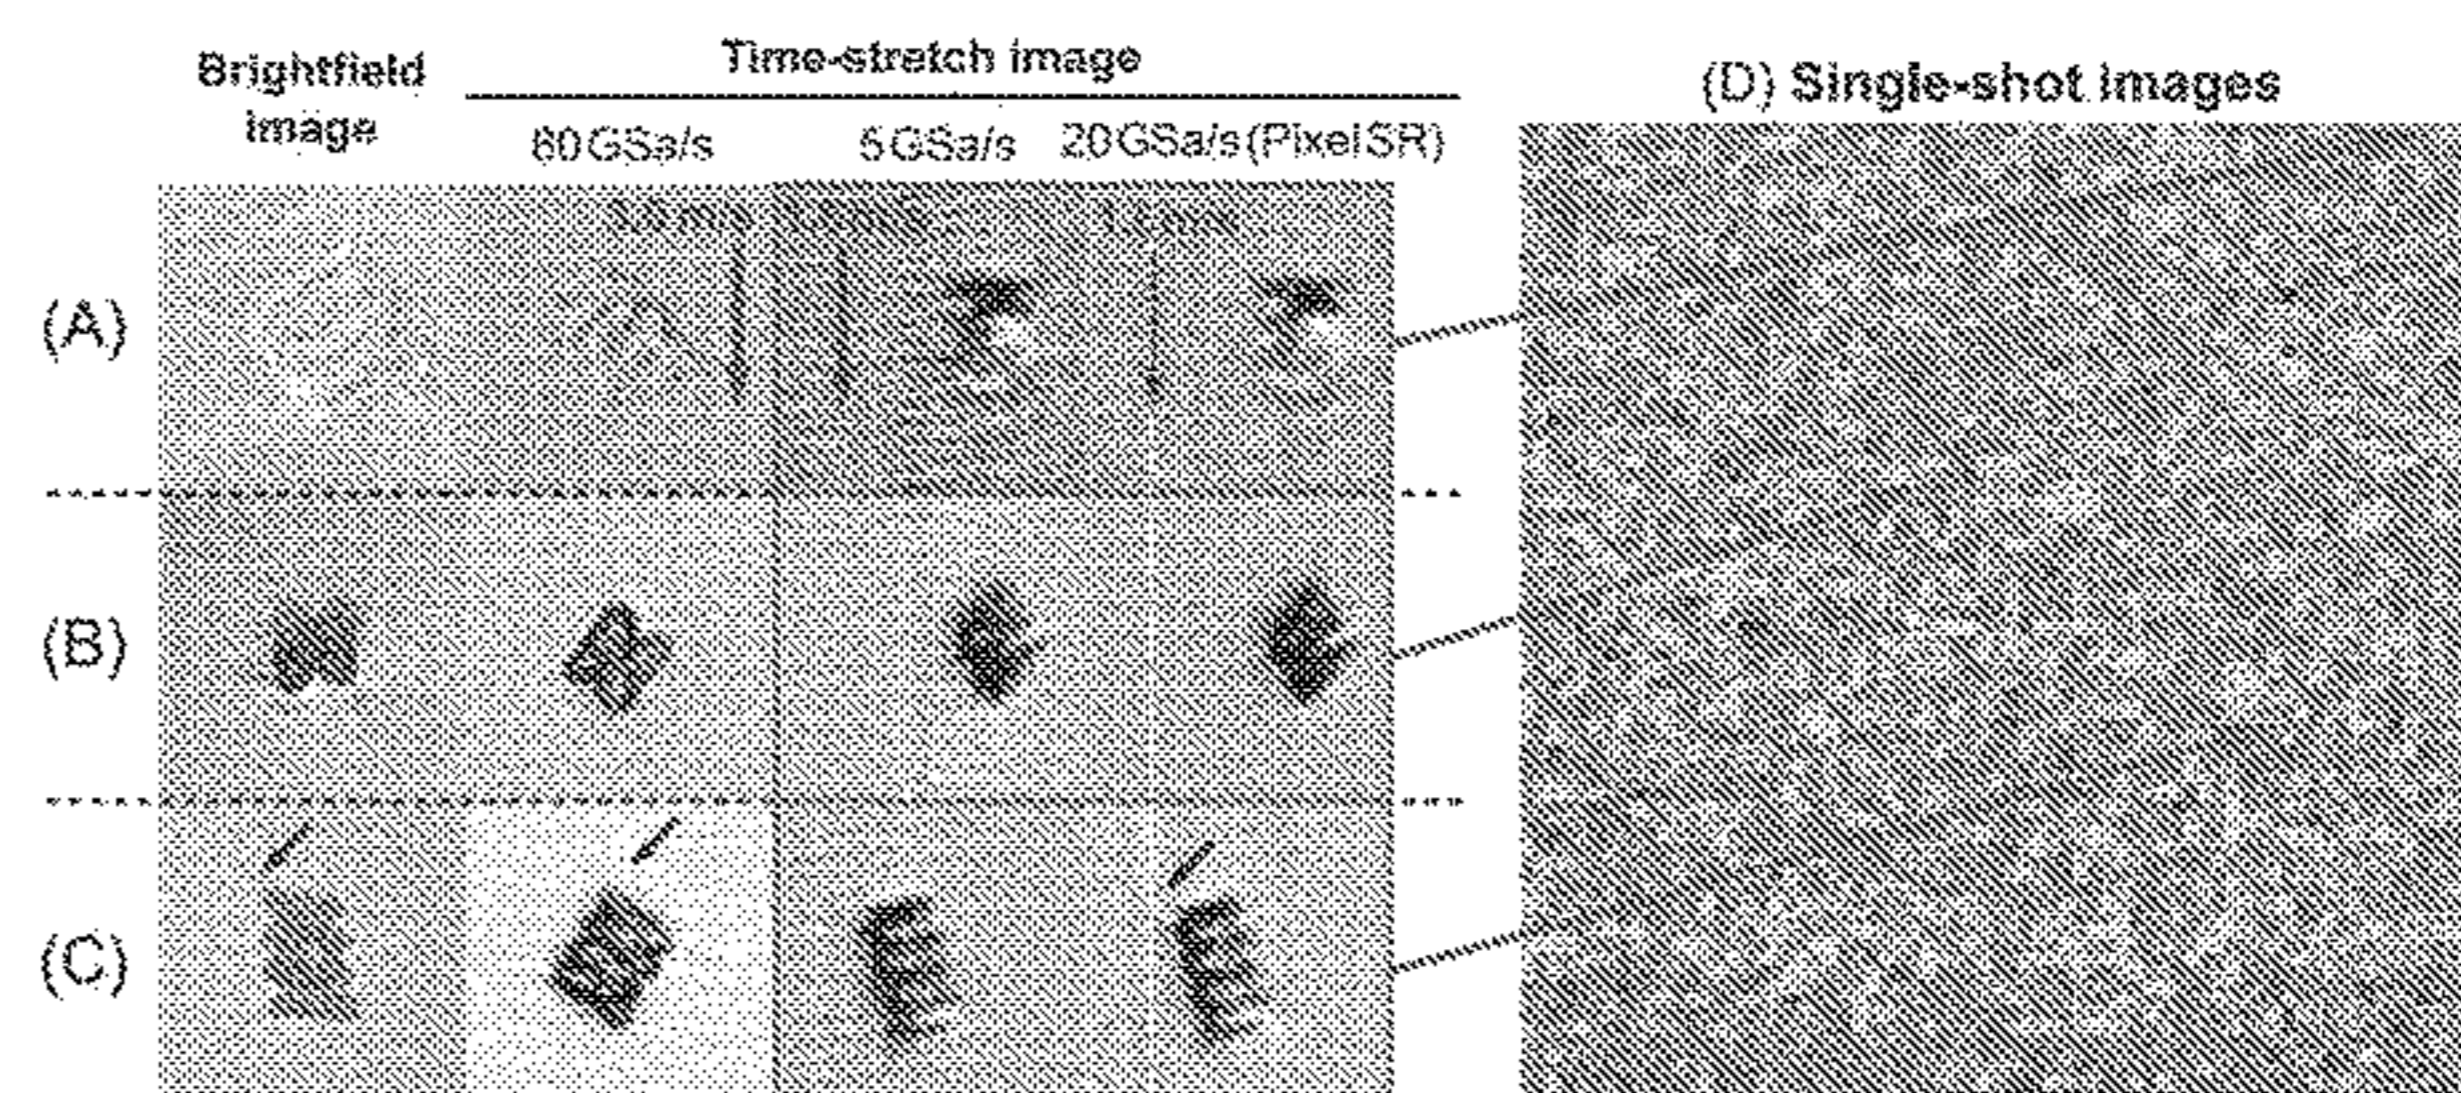 Brightfield
image
Time-stretch image
80GSa/s
5GSa/s
20GSa/s(PixelSR)
(D) Single-shot images
(A)
(B)
(C)